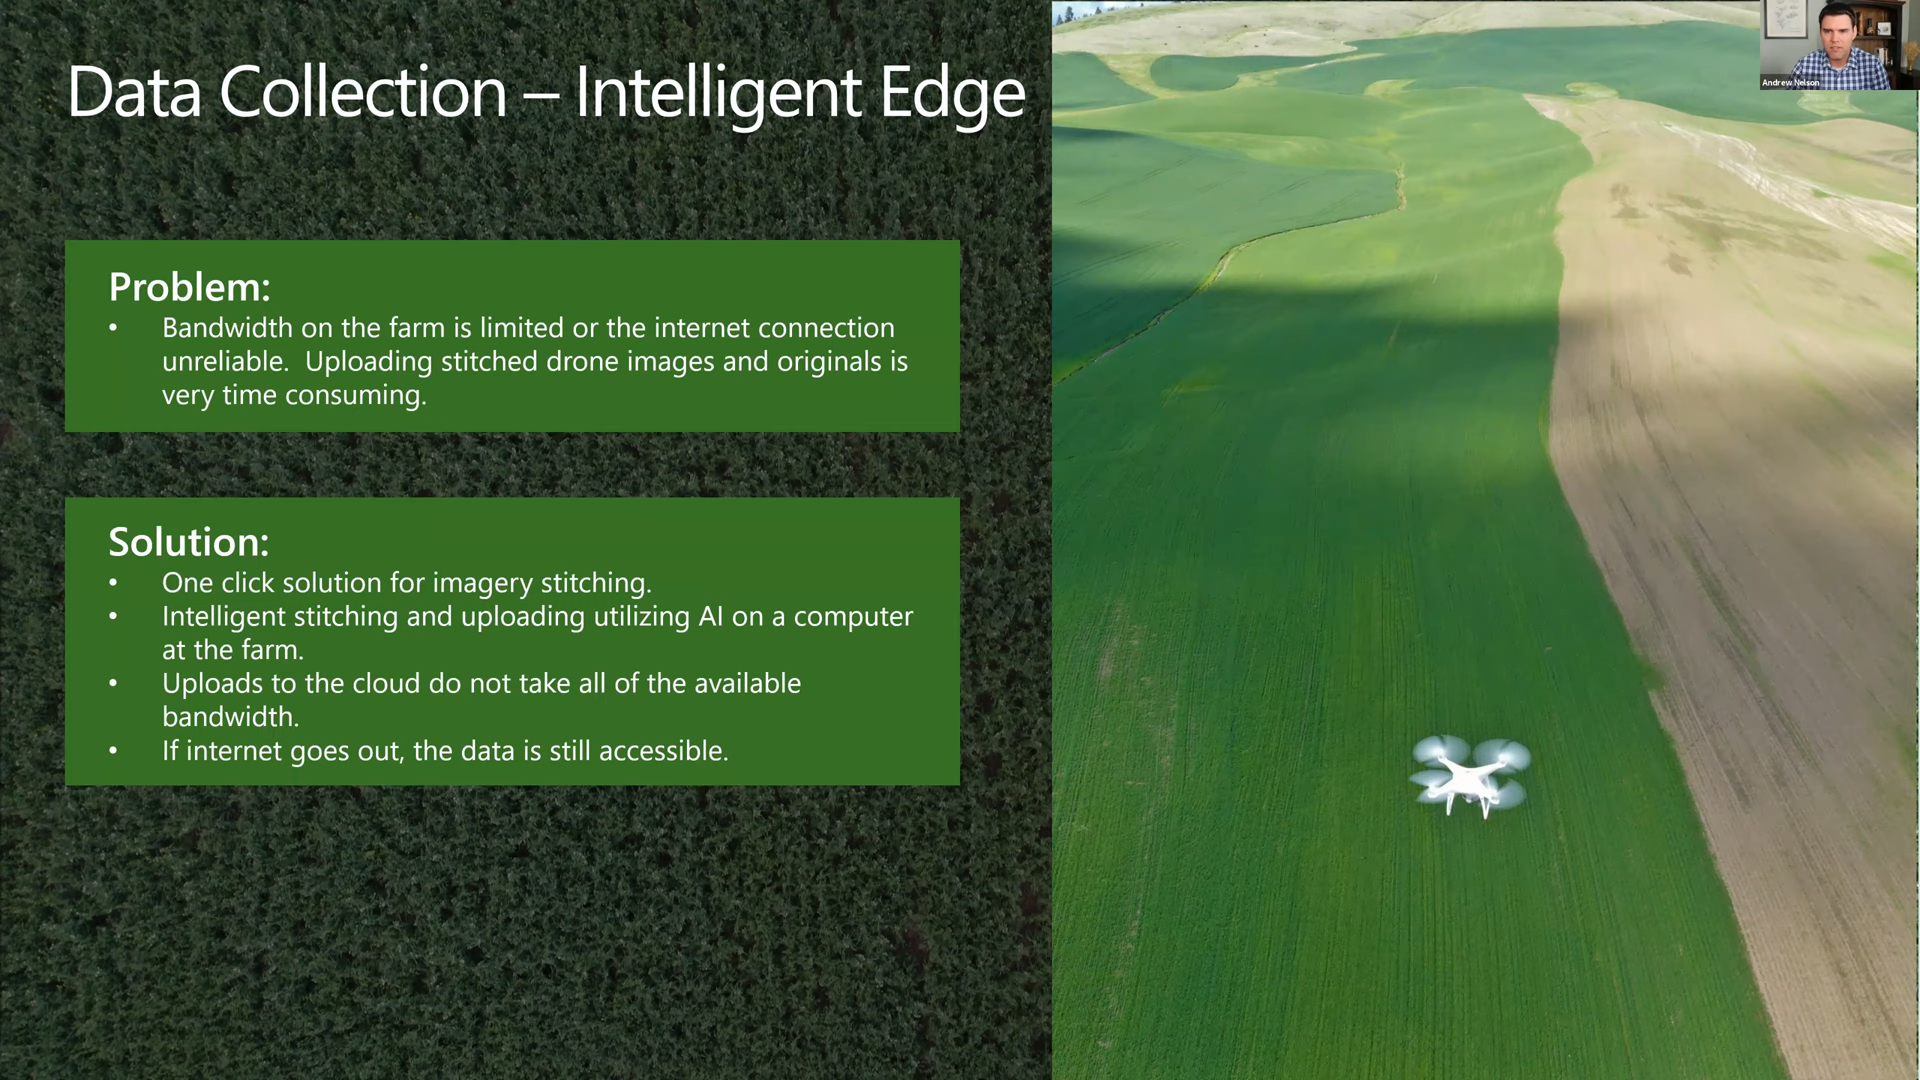 Data Collection – Intelligent Edge
Andrew Nelson
Problem:
• Bandwidth on the farm is limited or the internet connection
unreliable.  Uploading stitched drone images and originals is
very time consuming.
Solution:
• One click solution for imagery stitching.
• Intelligent stitching and uploading utilizing AI on a computer
at the farm.
• Uploads to the cloud do not take all of the available
bandwidth.
• If internet goes out, the data is still accessible.